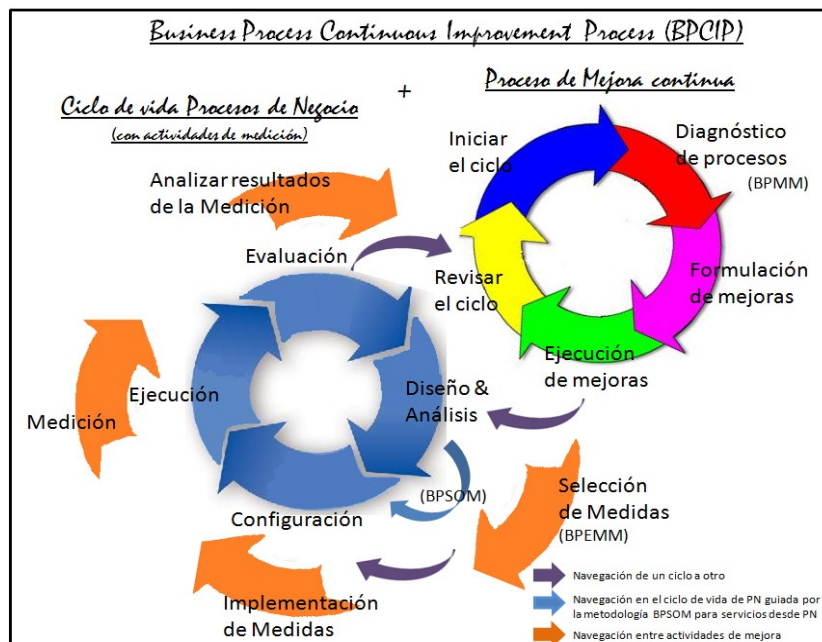 Business Process Continuous Improvement Process (BPCIP)
Ciclo de vida Procesos de Negocio
(con actividades de medición)
+
Proceso de Mejora continua
Iniciar
el ciclo
Diagnóstico
de procesos
(BPMM)
Formulación
de mejoras
Ejecución
de mejoras
Revisar
el ciclo
Analizar resultados
de la Medición
Evaluación
Diseño &
Análisis
(BPSOM)
Configuración
Ejecución
Medición
Selección
de Medidas
(BPEMM)
Implementación
de Medidas
Navegación de un ciclo a otro
Navegación en el ciclo de vida de PN guiada por
la metodología BPSOM para servicios desde PN
Navegación entre actividades de mejora